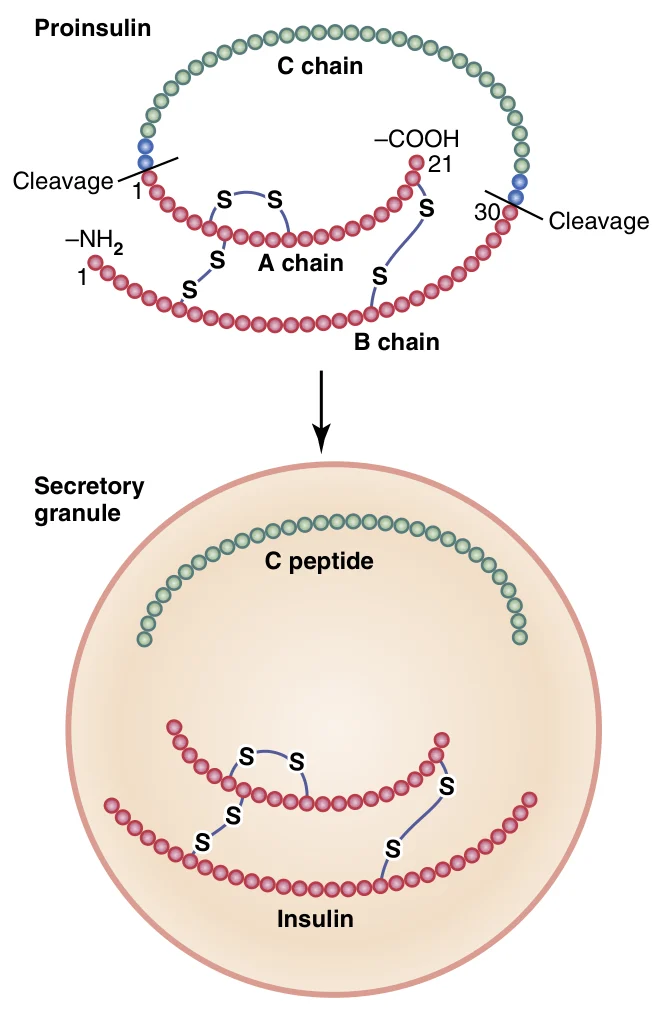 Proinsulin
C chain
–COOH
21
Cleavage
1
S S
S
30
Cleavage
–NH2
S
A chain
1
S
S
B chain
Secretory
granule
C peptide
S S
S
S
S
S
Insulin